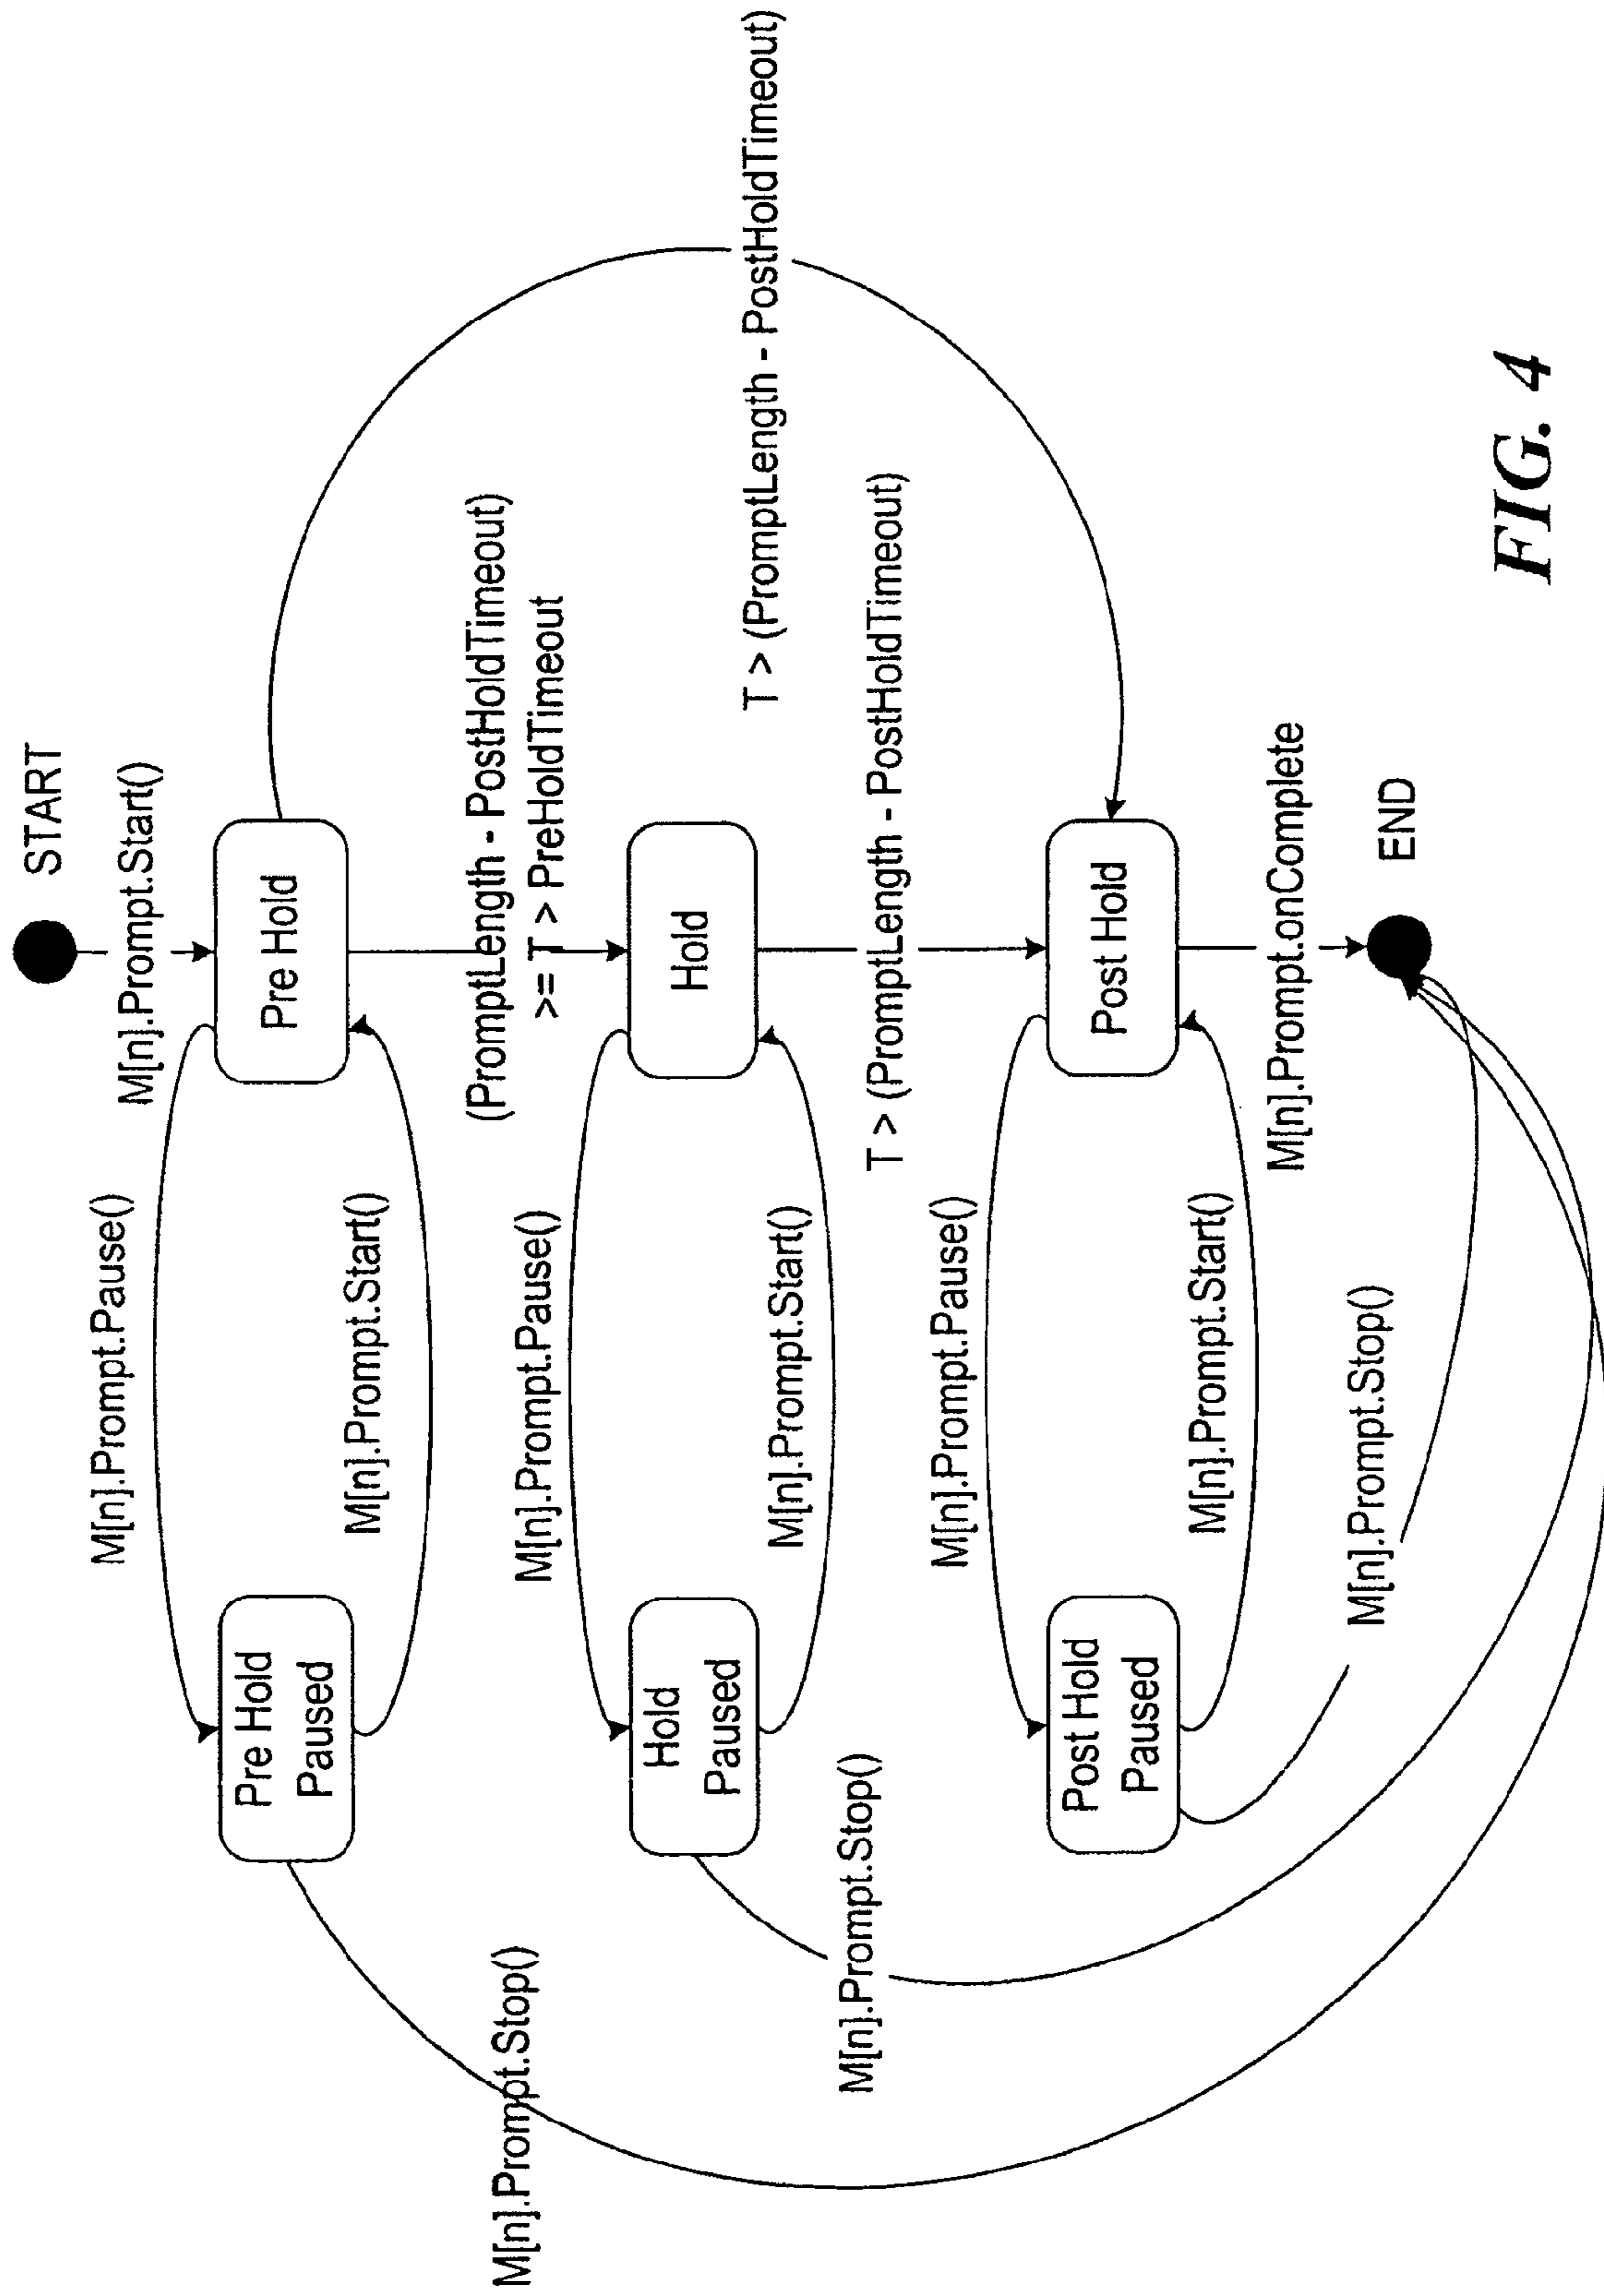 START
M[n].Prompt.Start()
M[n].Prompt.Pause()
Pre Hold
Pre Hold
Paused
M[n].Prompt.Start()
(PromptLength - PostHoldTimeout)
>= T > PreHoldTimeout
M[n].Prompt.Stop()
M[n].Prompt.Pause()
Hold
Hold
Paused
M[n].Prompt.Start()
T > (PromptLength - PostHoldTimeout)
T > (PromptLength - PostHoldTimeout)
M[n].Prompt.Stop()
M[n].Prompt.Pause()
Post Hold
Post Hold
Paused
M[n].Prompt.Start()
M[n].Prompt.onComplete
M[n].Prompt.Stop()
END
FIG. 4